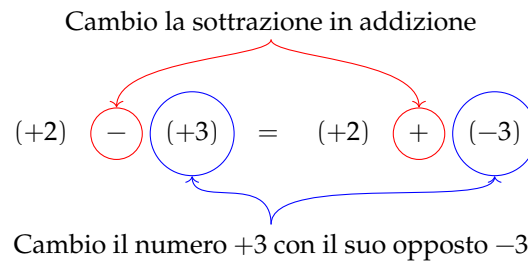 Cambio la sottrazione in addizione
(+2) − (+3) = (+2) + (−3)
Cambio il numero +3 con il suo opposto −3